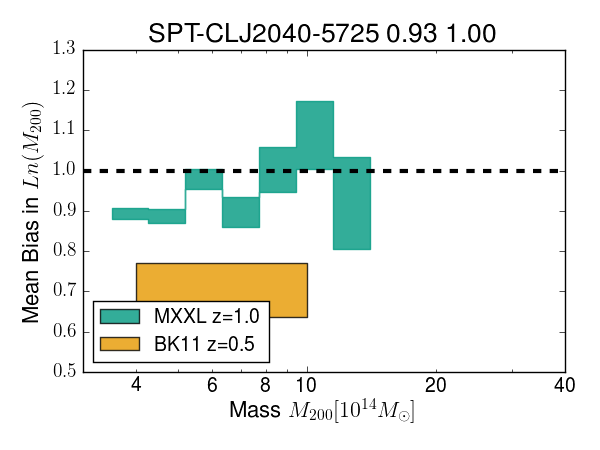 SPT-CLJ2040-5725 0.93 1.00
Mean Bias in Ln(M200)
1.3
1.2
1.1
1.0
0.9
0.8
0.7
0.6
0.5
MXXL z=1.0
BK11 z=0.5
4 6 8 10 20 40
Mass M200[10^14 M⊙]